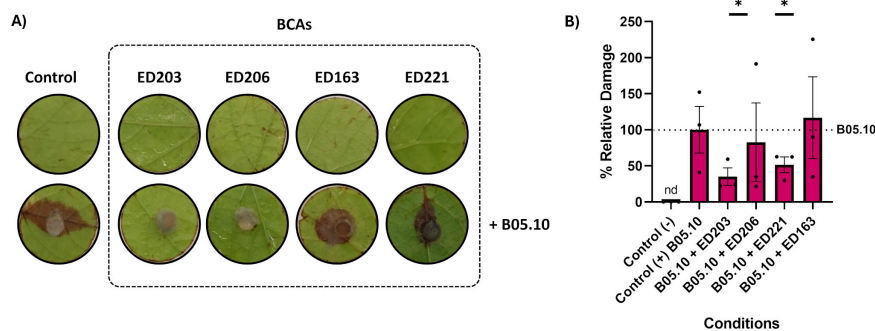 A)
BCAs
Control
ED203
ED206
ED163
ED221
+ B05.10
B)
* *
% Relative Damage
250
200
150
100
50
0
nd
B05.10
Control (-)
Control (+) B05.10
B05.10 + ED203
B05.10 + ED206
B05.10 + ED221
B05.10 + ED163
Conditions